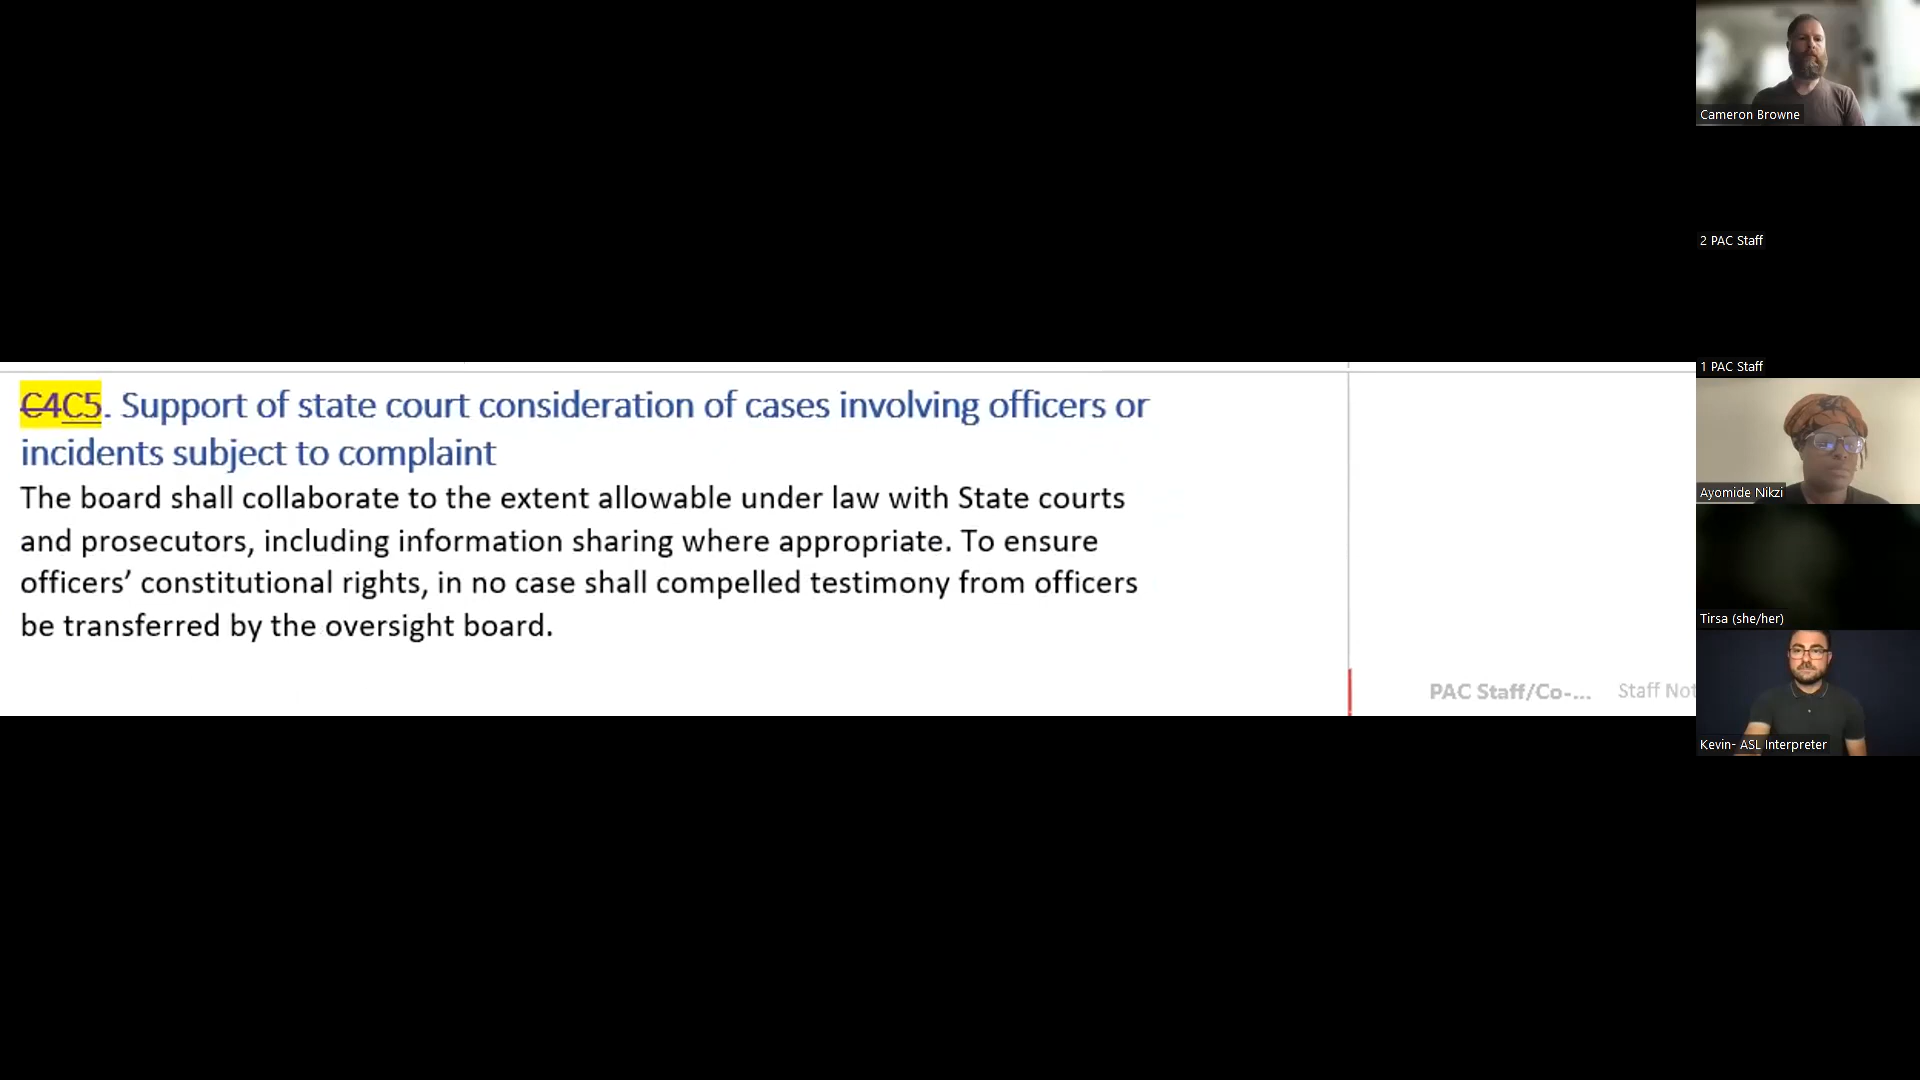 C4C5. Support of state court consideration of cases involving officers or
incidents subject to complaint
The board shall collaborate to the extent allowable under law with State courts
and prosecutors, including information sharing where appropriate. To ensure
officers’ constitutional rights, in no case shall compelled testimony from officers
be transferred by the oversight board.
PAC Staff/Co-... Staff Not
Cameron Browne
2 PAC Staff
1 PAC Staff
Ayomide Nikzi
Tirsa (she/her)
Kevin- ASL Interpreter